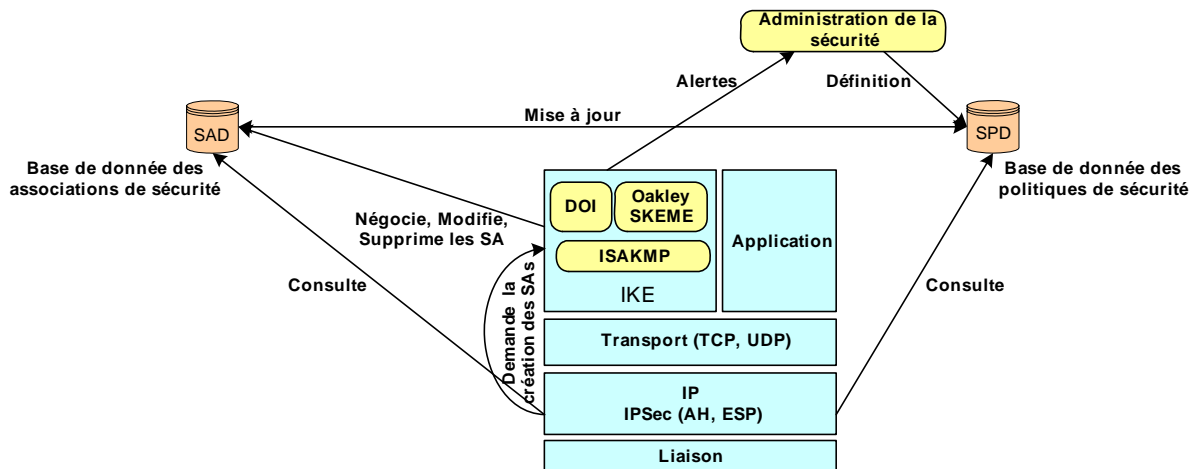 Administration de la
sécurité
Alertes
Définition
Mise à jour
SAD
SPD
Base de donnée des
associations de sécurité
Base de donnée des
politiques de sécurité
DOI
Oakley
SKEME
ISAKMP
IKE
Application
Négocie, Modifie,
Supprime les SA
Consulte
Consulte
Demande la
création des SAs
Transport (TCP, UDP)
IP
IPSec (AH, ESP)
Liaison